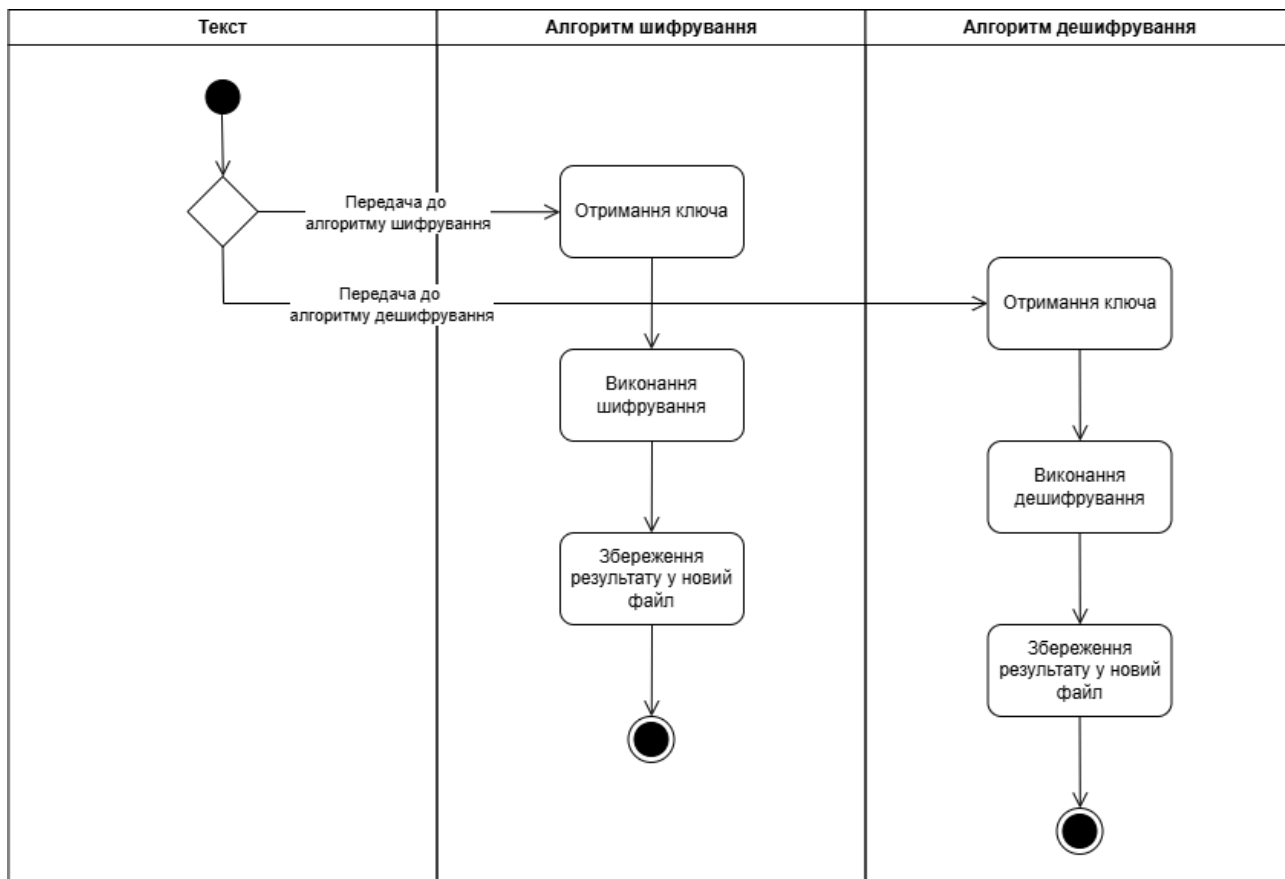 Текст
Алгоритм шифрування
Алгоритм дешифрування
Передача до
алгоритму шифрування
Отримання ключа
Передача до
алгоритму дешифрування
Отримання ключа
Виконання
шифрування
Виконання
дешифрування
Збереження
результату у новий
файл
Збереження
результату у новий
файл